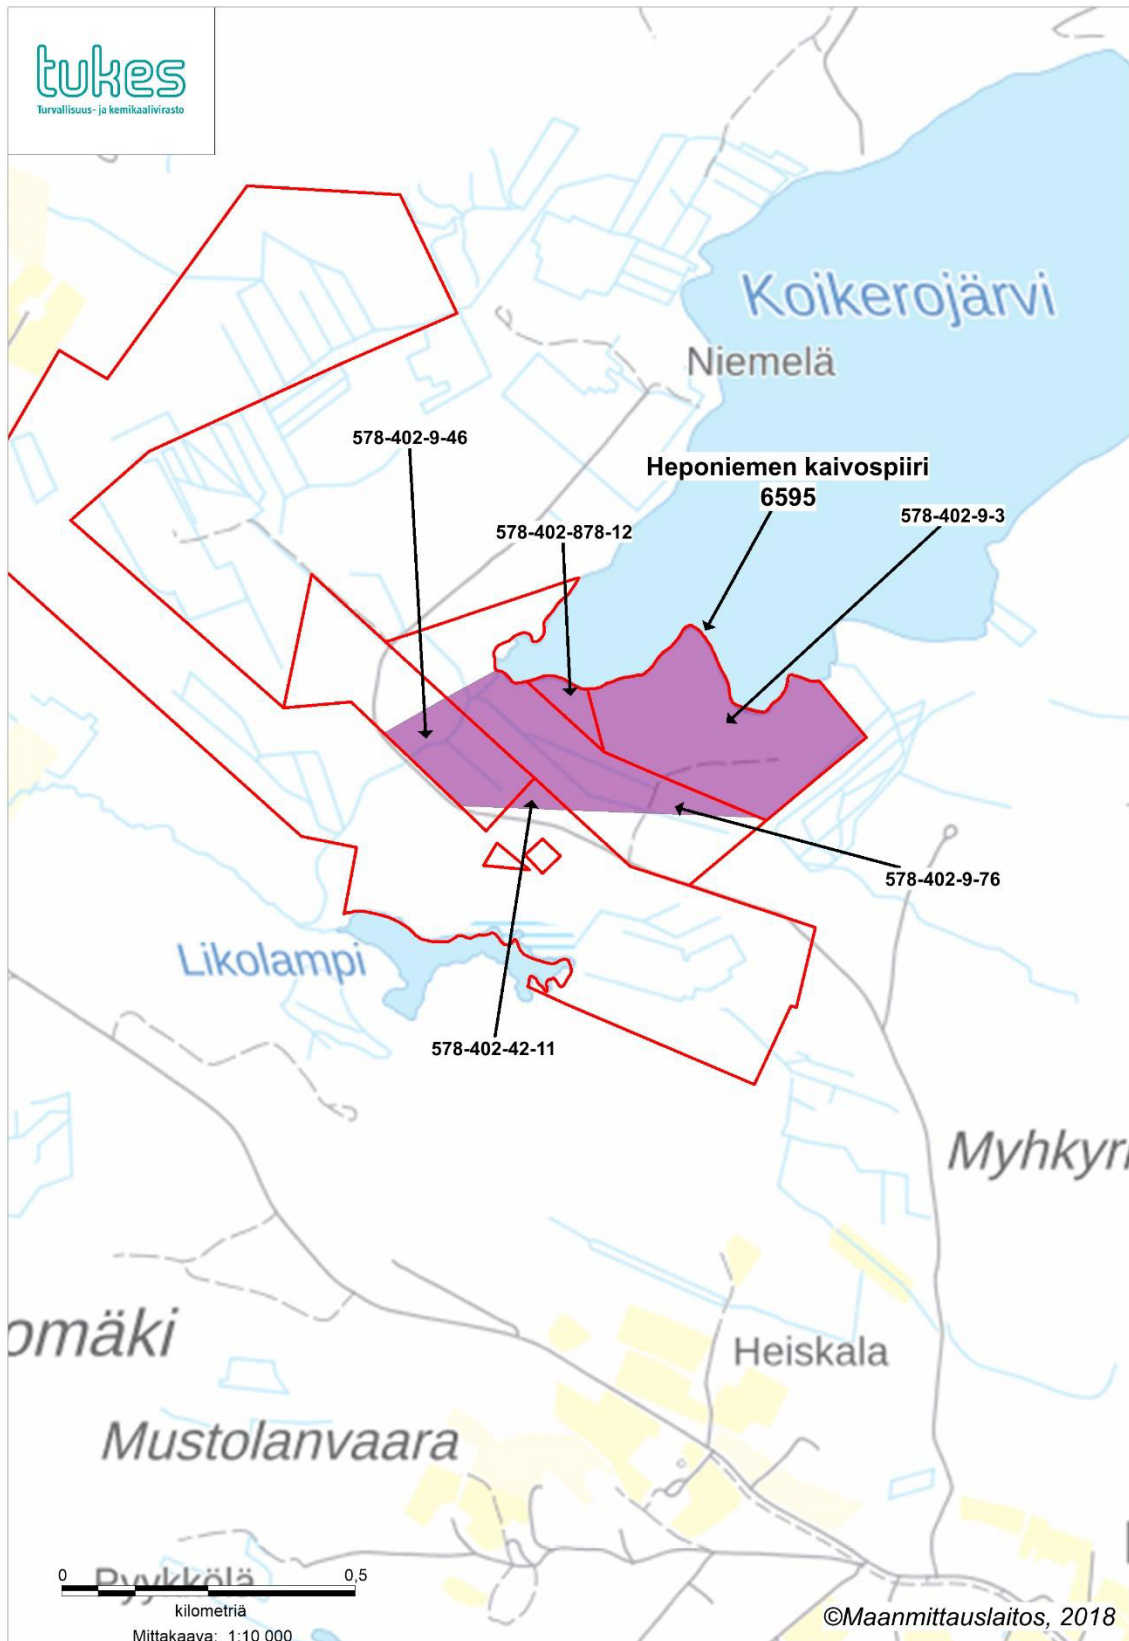 tukes
Turvallisuus- ja kemikaalivirasto
Koikerojärvi
Niemelä
578-402-9-46
Heponiemen kaivospiiri
6595
578-402-9-3
578-402-878-12
578-402-9-76
Likolampi
578-402-42-11
Myhkyri
omäki
Heiskala
Mustolanvaara
Pyykkölä
0 0,5
kilometriä
Mittakaava: 1:10 000
©Maanmittauslaitos, 2018